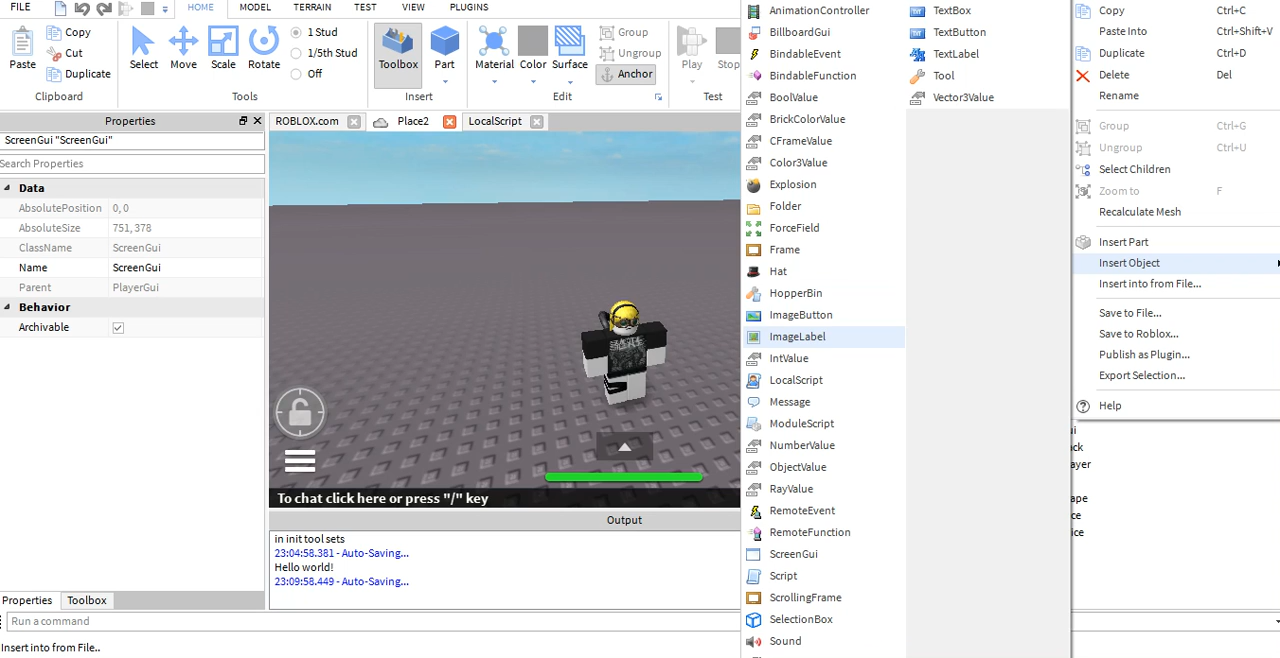 FILE
HOME
MODEL
TERRAIN
TEST
VIEW
PLUGINS
Paste
Copy
Cut
Duplicate
Clipboard
Select
Move
Scale
Rotate
1 Stud
1/5th Stud
Off
Tools
Toolbox
Part
Insert
Material
Color
Surface
Group
Ungroup
Anchor
Edit
Play
Stop
Test
Properties
ScreenGui "ScreenGui"
Search Properties
Data
AbsolutePosition 0, 0
AbsoluteSize 751, 378
ClassName ScreenGui
Name ScreenGui
Parent PlayerGui
Behavior
Archivable
Properties
Toolbox
Run a command
Insert into from File..
ROBLOX.com
Place2
LocalScript
To chat click here or press "/" key
Output
in init tool sets
23:04:58.381 - Auto-Saving...
Hello world!
23:09:58.449 - Auto-Saving...
AnimationController
BillboardGui
BindableEvent
BindableFunction
BoolValue
BrickColorValue
CFrameValue
Color3Value
Explosion
Folder
ForceField
Frame
Hat
HopperBin
ImageButton
ImageLabel
IntValue
LocalScript
Message
ModuleScript
NumberValue
ObjectValue
RayValue
RemoteEvent
RemoteFunction
ScreenGui
Script
ScrollingFrame
SelectionBox
Sound
TextBox
TextButton
TextLabel
Tool
Vector3Value
Copy Ctrl+C
Paste Into Ctrl+Shift+V
Duplicate Ctrl+D
Delete Del
Rename
Group Ctrl+G
Ungroup Ctrl+U
Select Children
Zoom to F
Recalculate Mesh
Insert Part
Insert Object
Insert into from File...
Save to File...
Save to Roblox...
Publish as Plugin...
Export Selection...
Help
ui
ack
ayer
ape
ice
ice